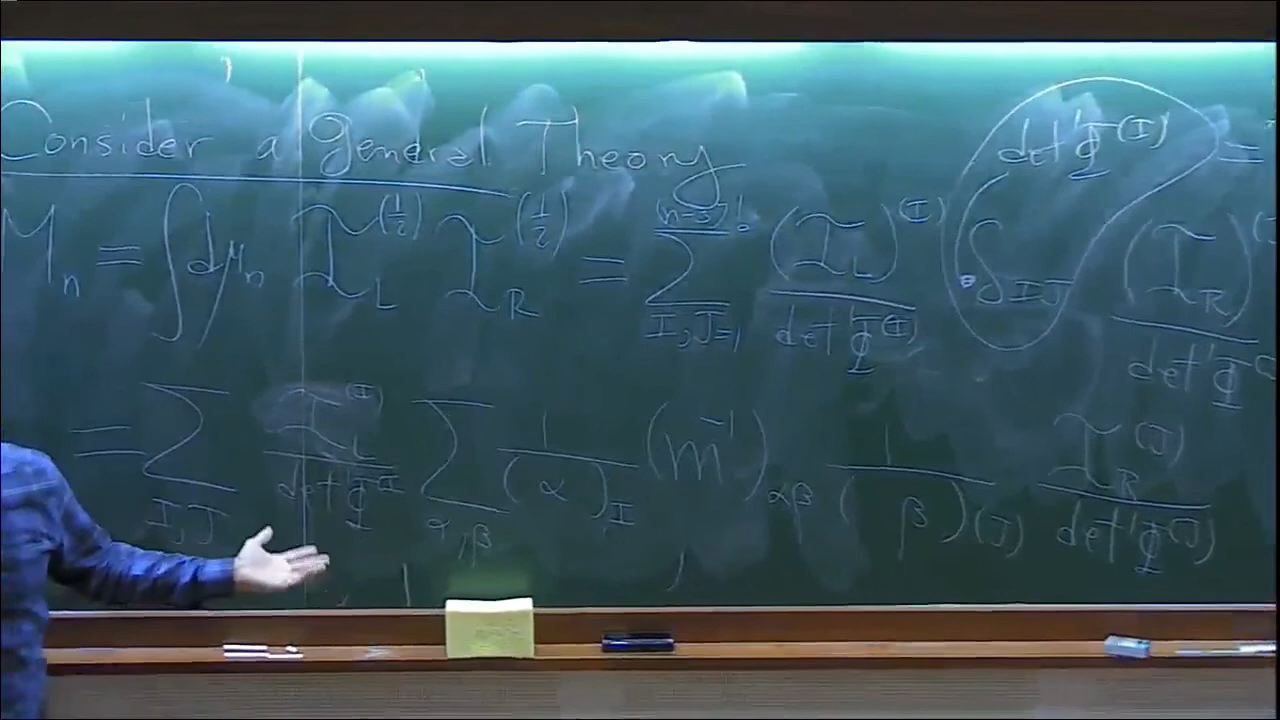 Consider a General Theory
M_n = ∫ dμ_n I_L^(1/2) I_R^(1/2) = Σ_{I,J=1}^{(n-3)!} (I_L)^(I) / det'Φ^(I) δ_{IJ} det'Φ^(I) (I_R) / det'Φ =
= Σ_{I,J} I_L^(I) / det'Φ^I Σ_{α,β} 1/(α)_I (m^{-1})_{αβ} 1/(β)_(J) I_R^(J) / det'Φ^(J)